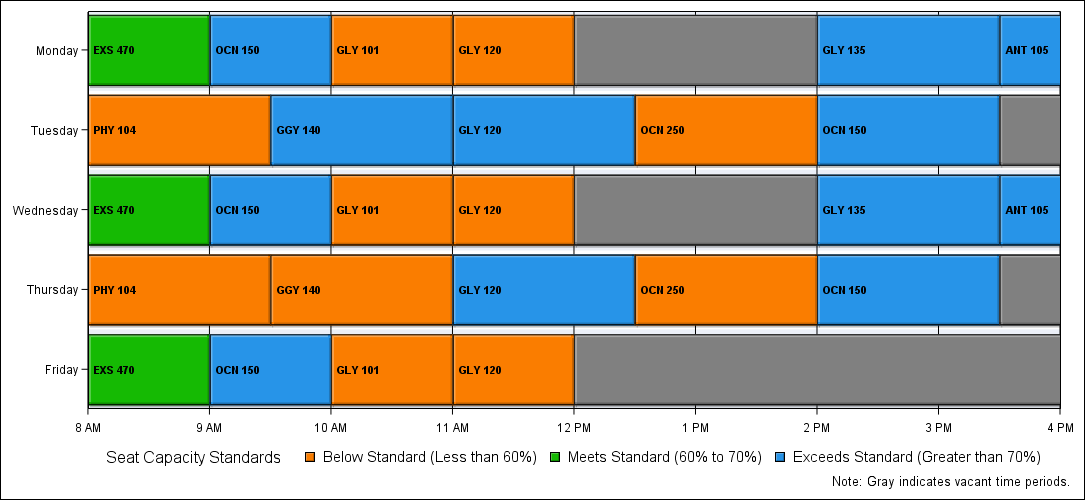 Monday EXS 470 OCN 150 GLY 101 GLY 120 GLY 135 ANT 105
Tuesday PHY 104 GGY 140 GLY 120 OCN 250 OCN 150
Wednesday EXS 470 OCN 150 GLY 101 GLY 120 GLY 135 ANT 105
Thursday PHY 104 GGY 140 GLY 120 OCN 250 OCN 150
Friday EXS 470 OCN 150 GLY 101 GLY 120
8 AM 9 AM 10 AM 11 AM 12 PM 1 PM 2 PM 3 PM 4 PM
Seat Capacity Standards Below Standard (Less than 60%) Meets Standard (60% to 70%) Exceeds Standard (Greater than 70%)
Note: Gray indicates vacant time periods.